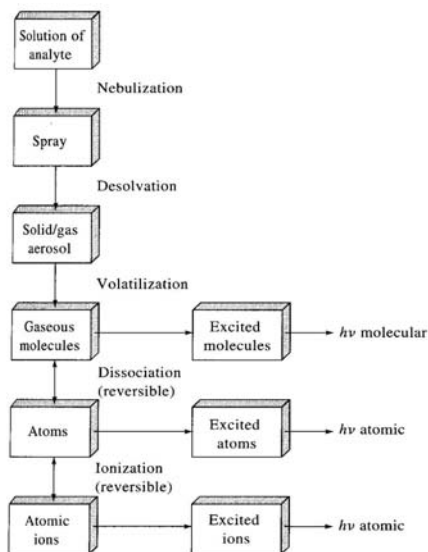 Solution of
analyte
Nebulization
Spray
Desolvation
Solid/gas
aerosol
Volatilization
Gaseous
molecules
Excited
molecules
hν molecular
Dissociation
(reversible)
Atoms
Excited
atoms
hν atomic
Ionization
(reversible)
Atomic
ions
Excited
ions
hν atomic